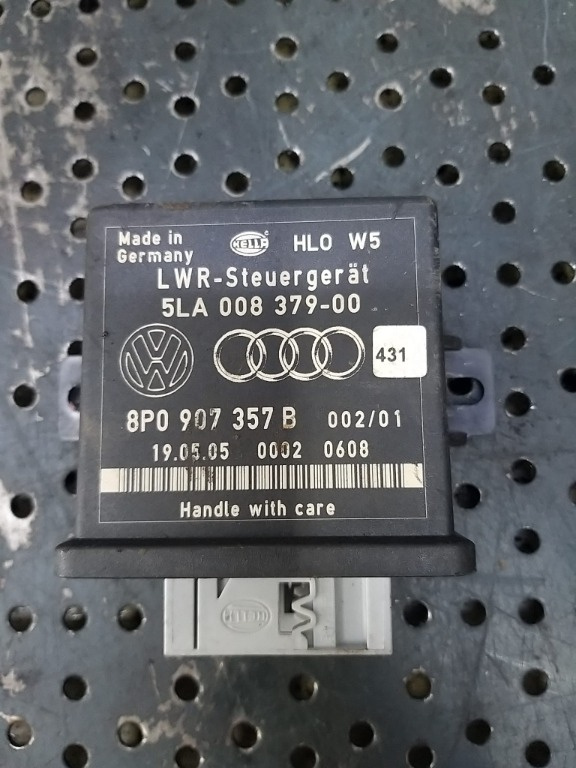 Made in
Germany
HELLA HLO W5
LWR-Steuergerät
5LA 008 379-00
431
8P0 907 357 B 002/01
19.05.05 0002 0608
Handle with care
HELLA